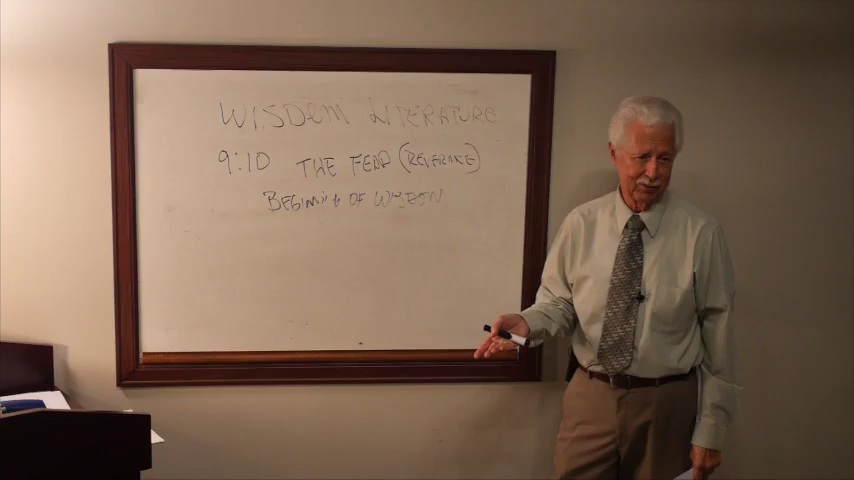 WISDOM LITERATURE
9:10 THE FEAR (REVERENCE)
BEGINNING OF WISDOM